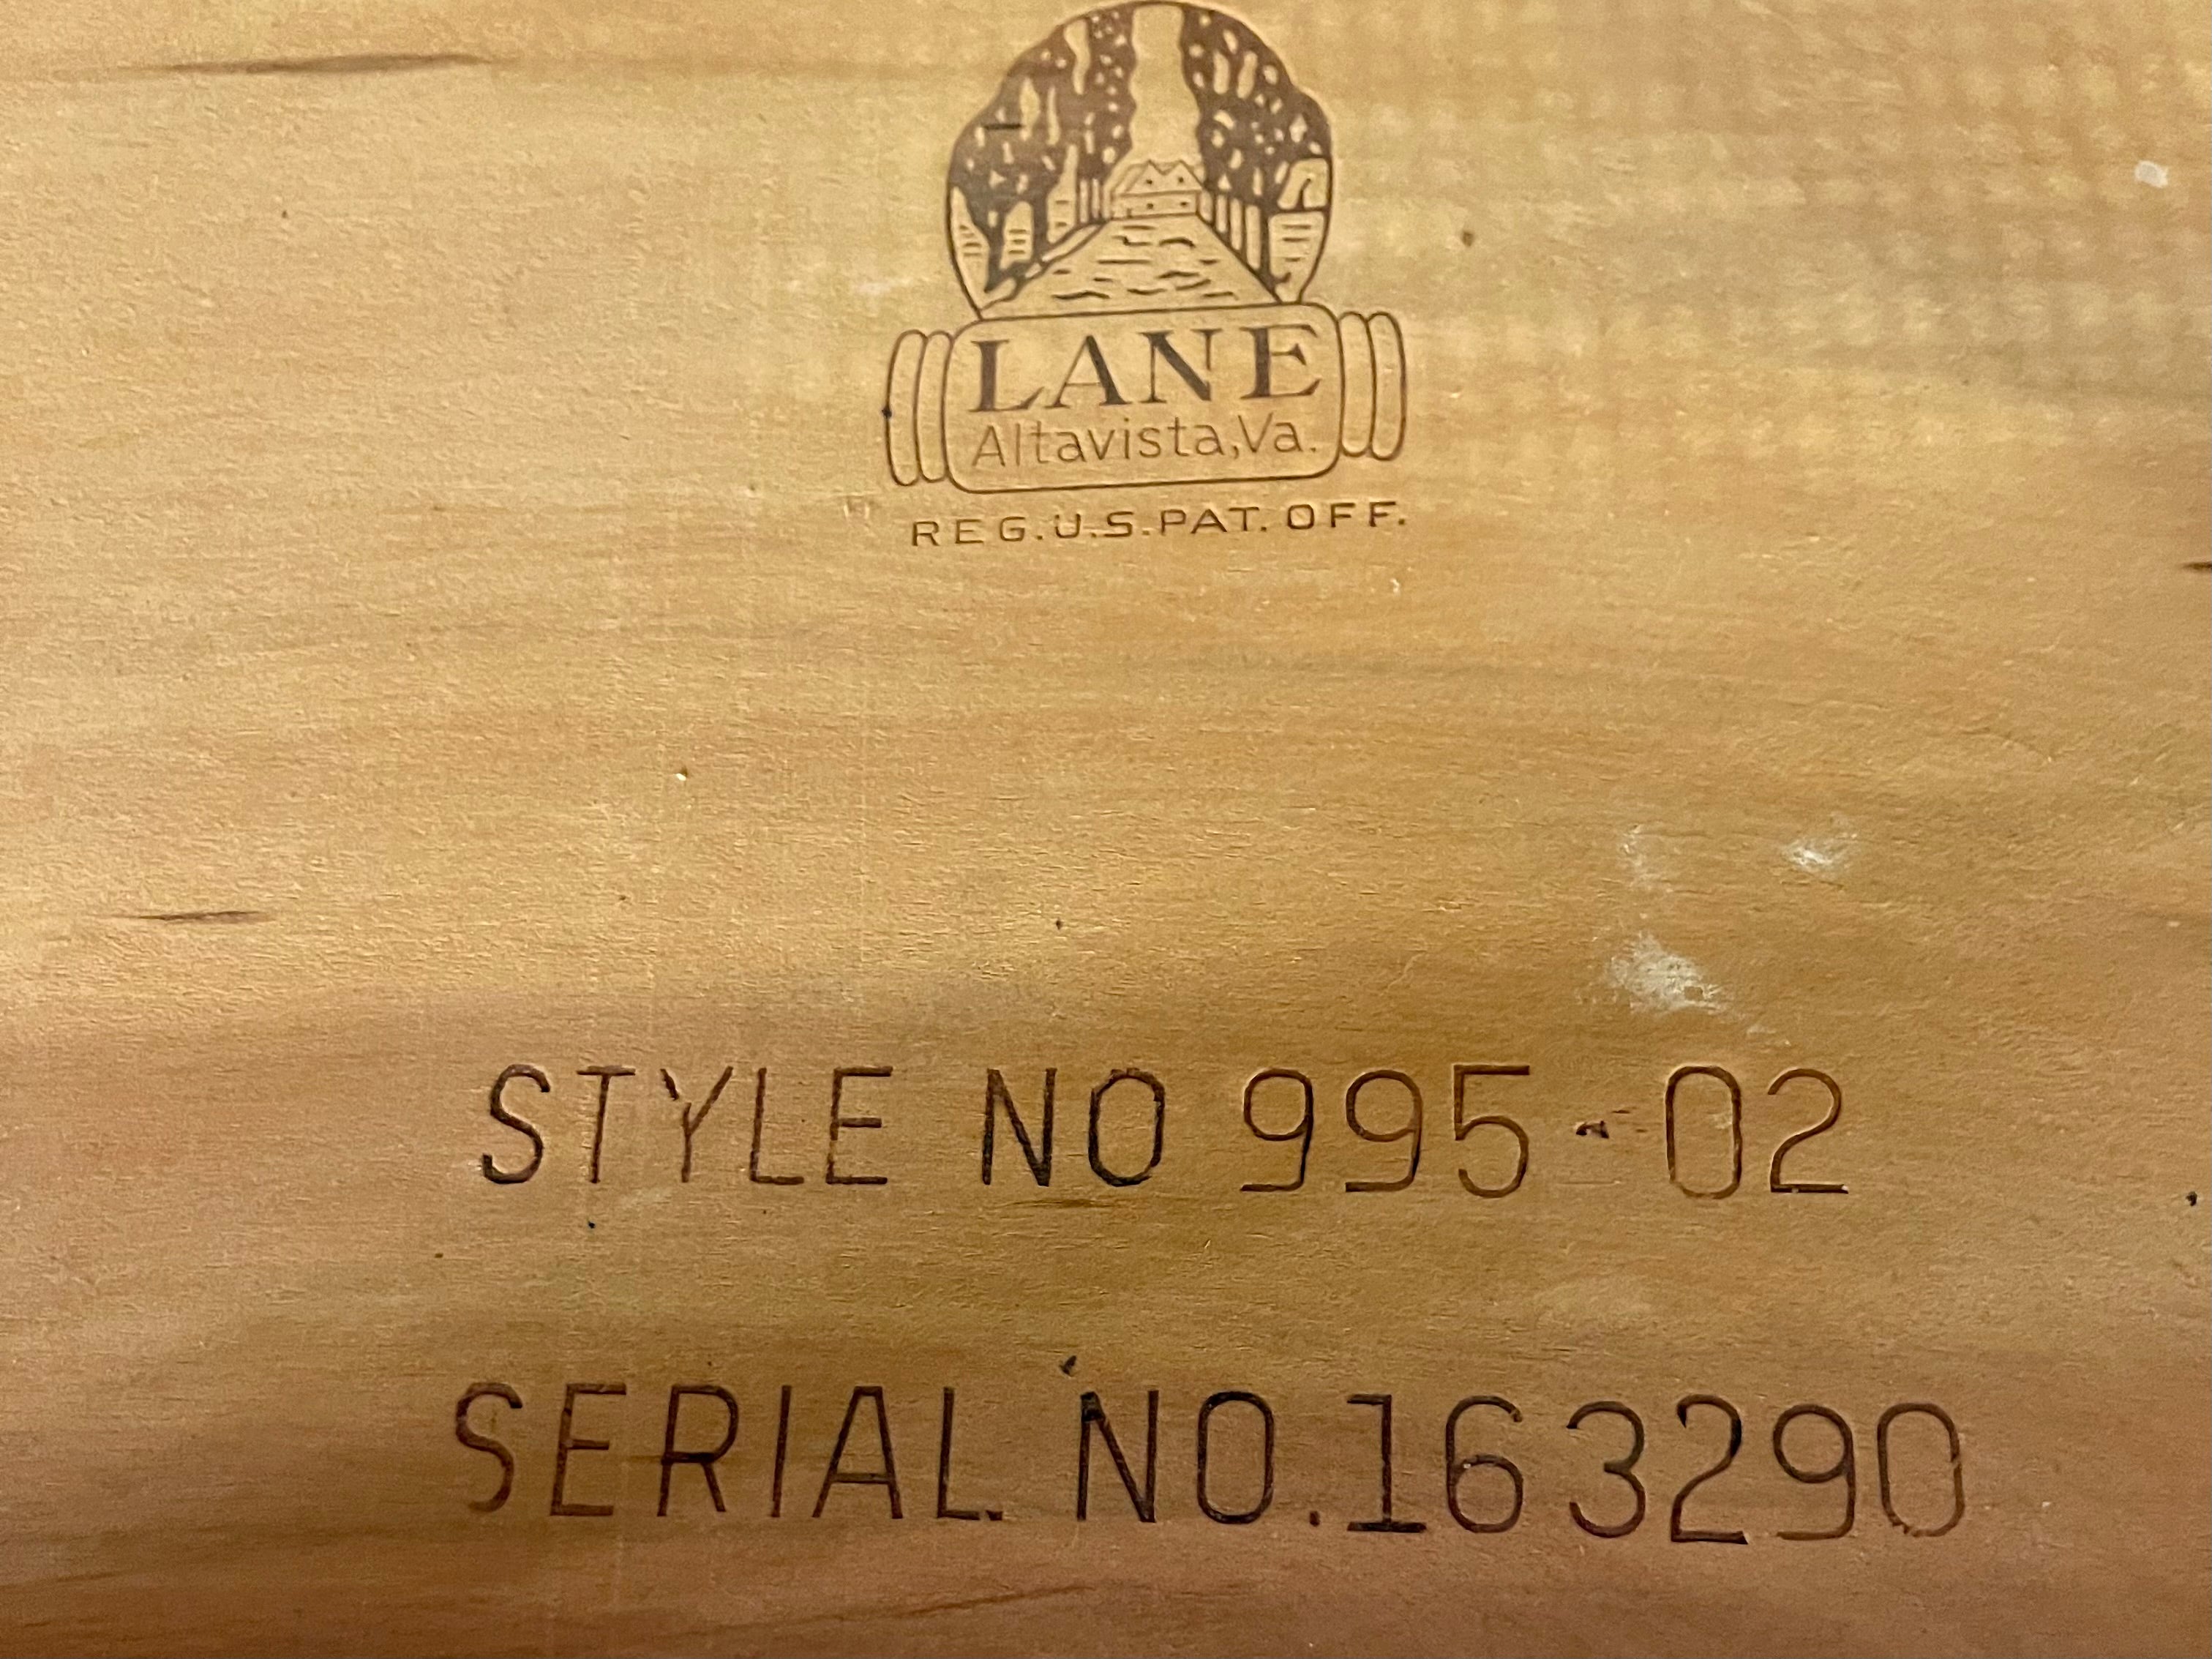 LANE
Altavista,Va.
REG.U.S.PAT.OFF.
STYLE NO 995-02
SERIAL NO.163290